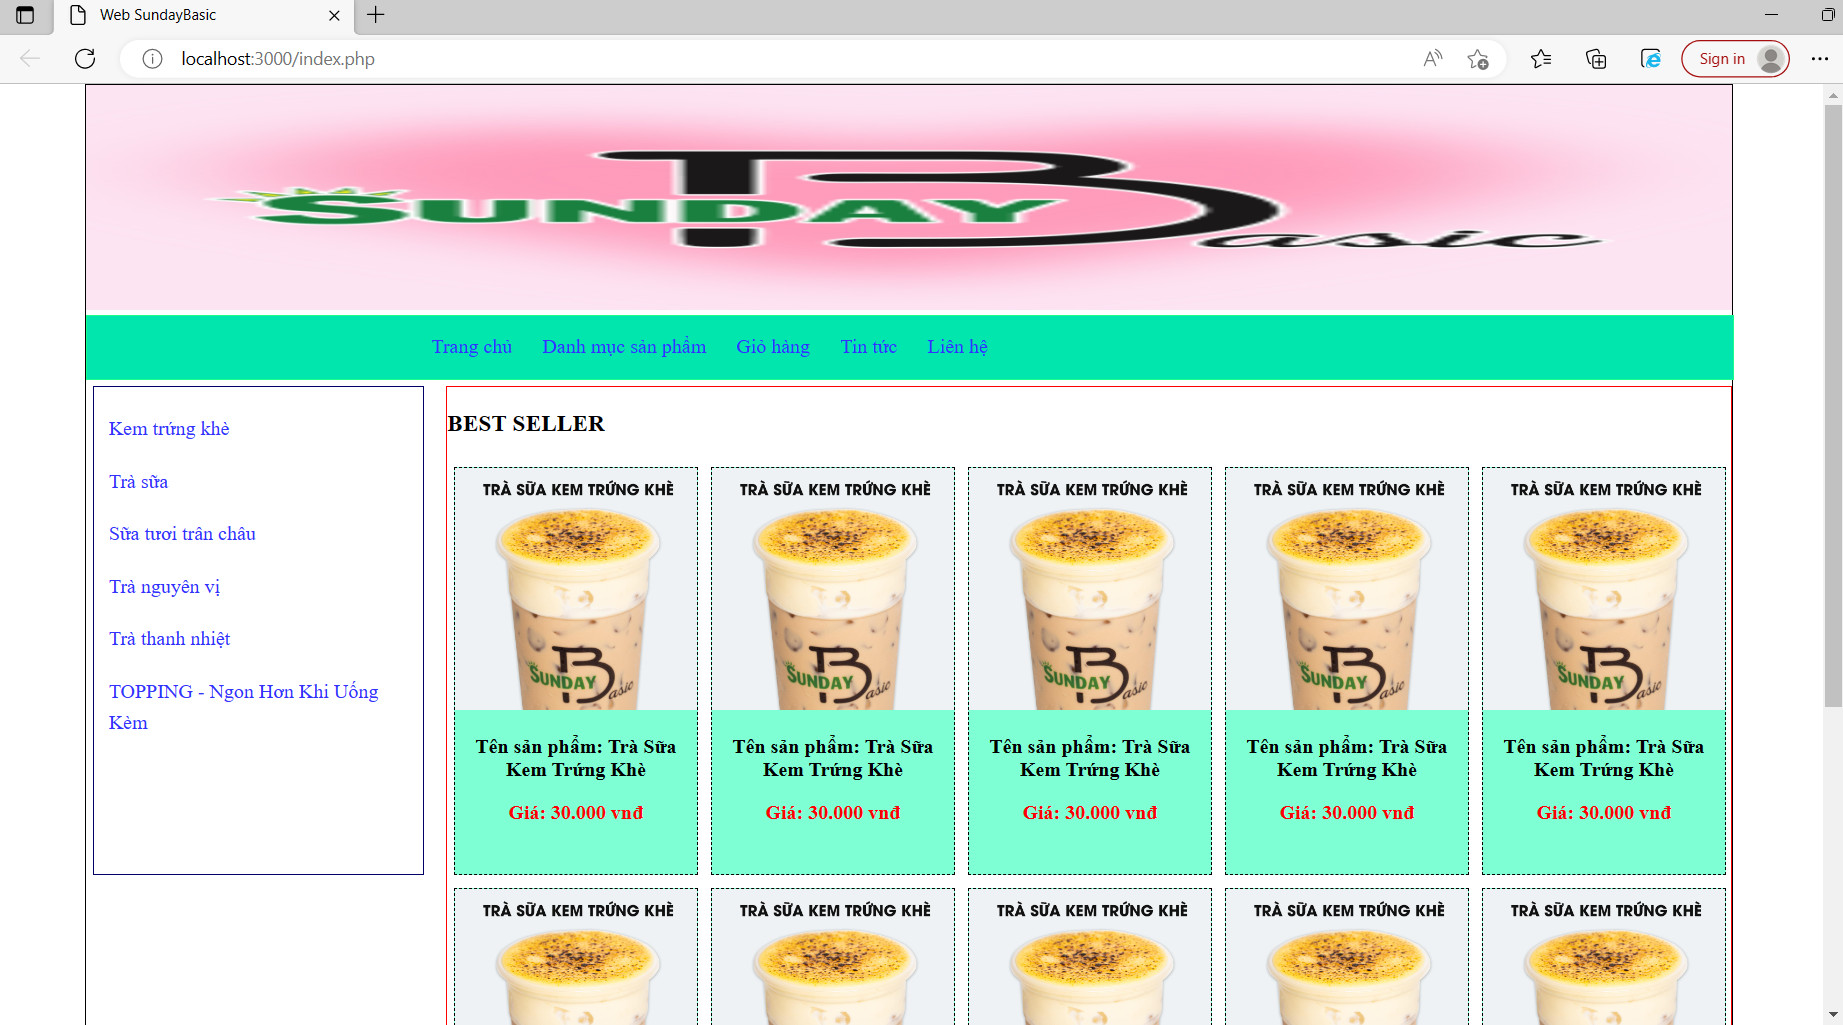 Web SundayBasic
localhost:3000/index.php
Sign in
SUNDAY Basic
Trang chủ Danh mục sản phẩm Giỏ hàng Tin tức Liên hệ
Kem trứng khè
Trà sữa
Sữa tươi trân châu
Trà nguyên vị
Trà thanh nhiệt
TOPPING - Ngon Hơn Khi Uống
Kèm
BEST SELLER
TRÀ SỮA KEM TRỨNG KHÈ TRÀ SỮA KEM TRỨNG KHÈ TRÀ SỮA KEM TRỨNG KHÈ TRÀ SỮA KEM TRỨNG KHÈ TRÀ SỮA KEM TRỨNG KHÈ
SUNDAY Basic SUNDAY Basic SUNDAY Basic SUNDAY Basic SUNDAY Basic
Tên sản phẩm: Trà Sữa Tên sản phẩm: Trà Sữa Tên sản phẩm: Trà Sữa Tên sản phẩm: Trà Sữa Tên sản phẩm: Trà Sữa
Kem Trứng Khè Kem Trứng Khè Kem Trứng Khè Kem Trứng Khè Kem Trứng Khè
Giá: 30.000 vnđ Giá: 30.000 vnđ Giá: 30.000 vnđ Giá: 30.000 vnđ Giá: 30.000 vnđ
TRÀ SỮA KEM TRỨNG KHÈ TRÀ SỮA KEM TRỨNG KHÈ TRÀ SỮA KEM TRỨNG KHÈ TRÀ SỮA KEM TRỨNG KHÈ TRÀ SỮA KEM TRỨNG KHÈ